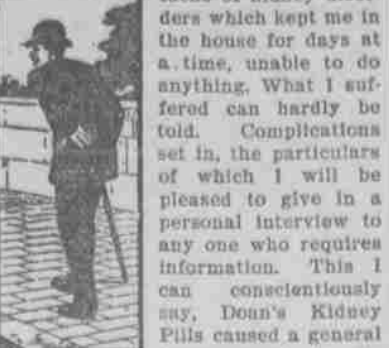 ders which kept me in
the house for days at
a time, unable to do
anything. What I suf-
fered can hardly be
told. Complications
set in, the particulars
of which I will be
pleased to give in a
personal interview to
any one who requires
information. This I
can conscientiously
say, Doan's Kidney
Pills caused a general